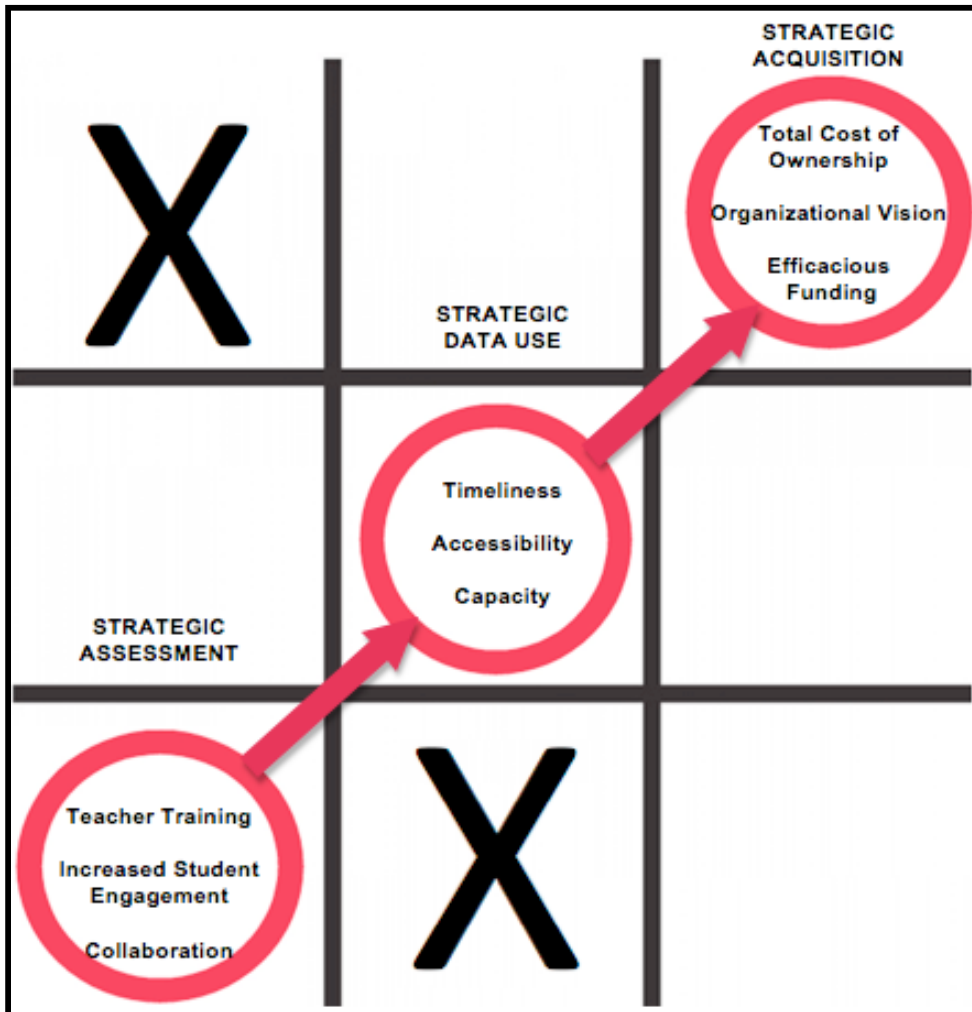 STRATEGIC
ACQUISITION
Total Cost of
Ownership
Organizational Vision
Efficacious
Funding
X
STRATEGIC
DATA USE
Timeliness
Accessibility
Capacity
STRATEGIC
ASSESSMENT
Teacher Training
Increased Student
Engagement
Collaboration
X